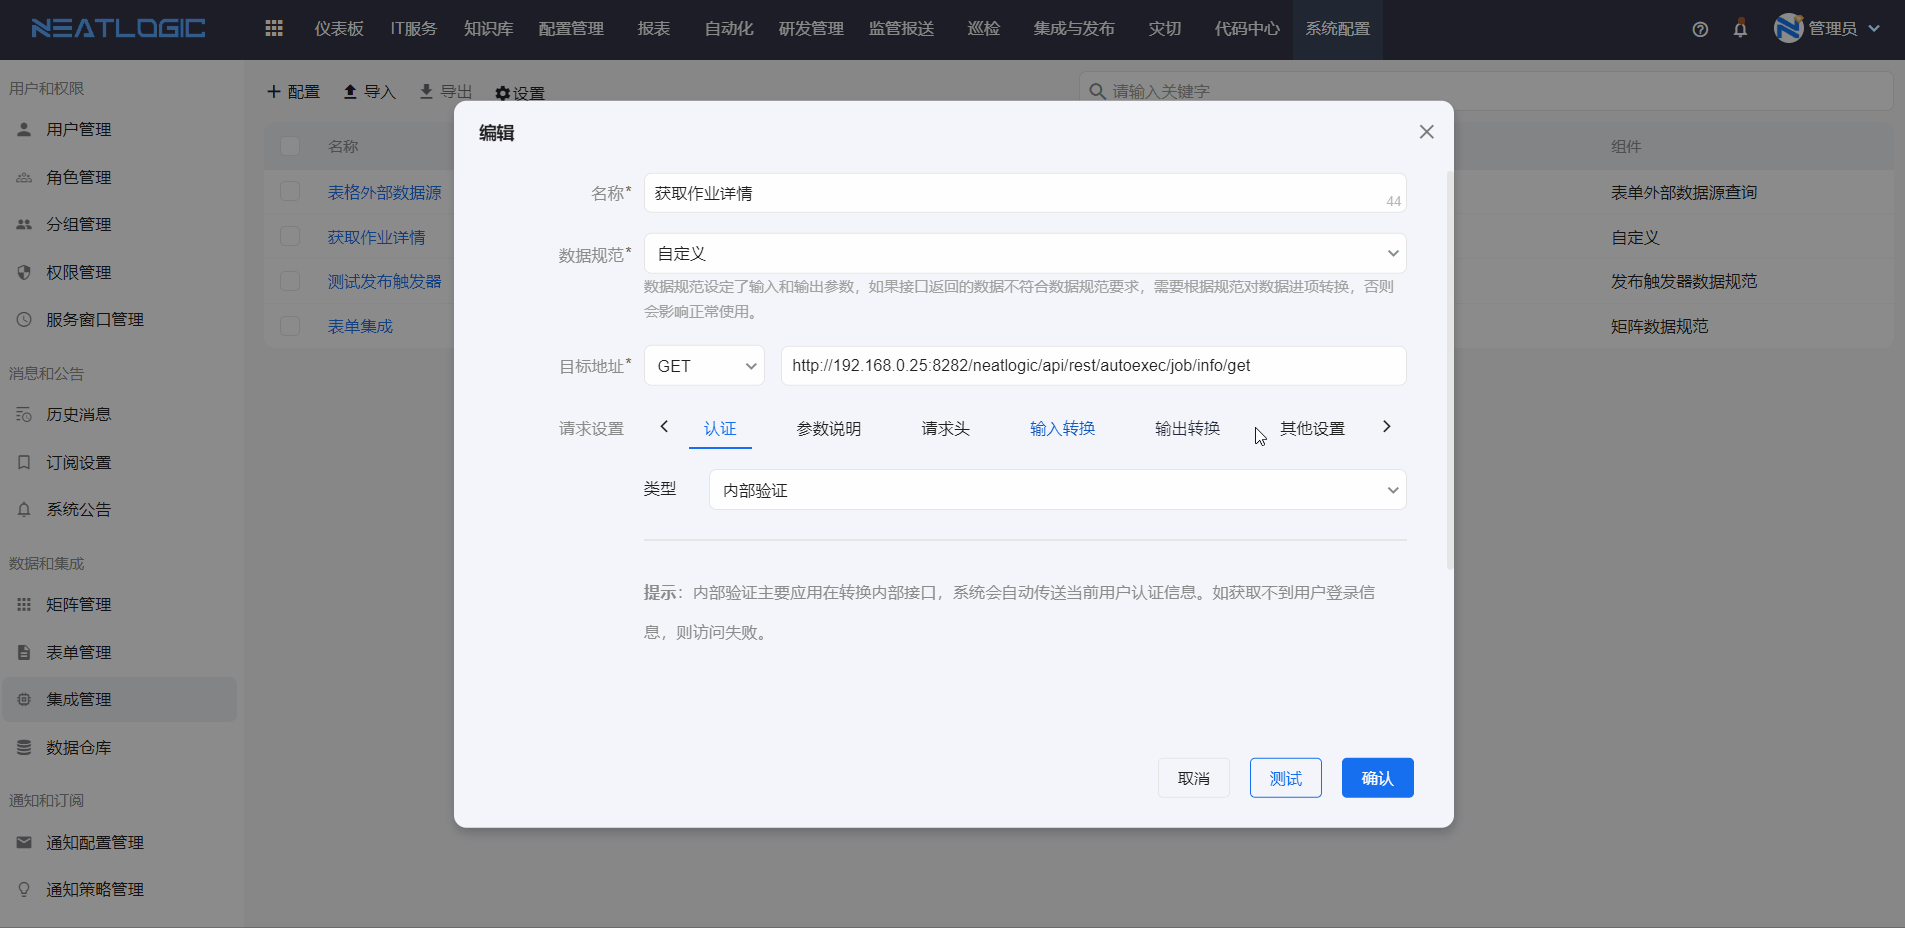 NEATLOGIC
仪表板 IT服务 知识库 配置管理 报表 自动化 研发管理 监管报送 巡检 集成与发布 灾切 代码中心 系统配置
管理员
用户和权限
用户管理
角色管理
分组管理
权限管理
服务窗口管理
消息和公告
历史消息
订阅设置
系统公告
数据和集成
矩阵管理
表单管理
集成管理
数据仓库
通知和订阅
通知配置管理
通知策略管理
配置 导入 导出 设置
请输入关键字
名称 组件
表格外部数据源 表单外部数据源查询
获取作业详情 自定义
测试发布触发器 发布触发器数据规范
表单集成 矩阵数据规范
编辑
名称* 获取作业详情 44
数据规范* 自定义
数据规范设定了输入和输出参数，如果接口返回的数据不符合数据规范要求，需要根据规范对数据进项转换，否则
会影响正常使用。
目标地址* GET http://192.168.0.25:8282/neatlogic/api/rest/autoexec/job/info/get
请求设置 认证 参数说明 请求头 输入转换 输出转换 其他设置
类型 内部验证
提示：内部验证主要应用在转换内部接口，系统会自动传送当前用户认证信息。如获取不到用户登录信
息，则访问失败。
取消 测试 确认